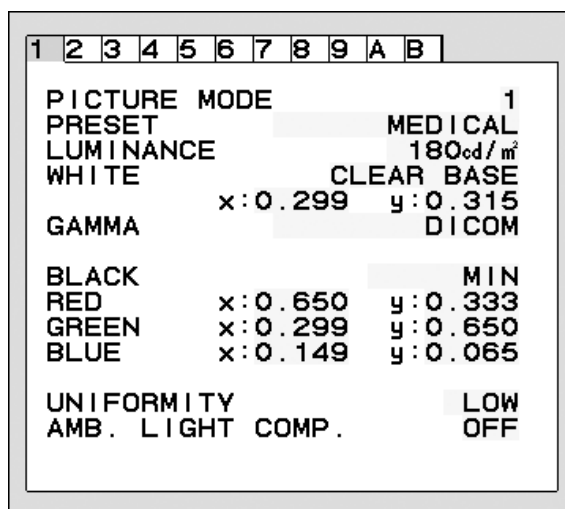 1 2 3 4 5 6 7 8 9 A B
PICTURE MODE 1
PRESET MEDICAL
LUMINANCE 180cd/㎡
WHITE CLEAR BASE
x:0.299 y:0.315
GAMMA DICOM
BLACK MIN
RED x:0.650 y:0.333
GREEN x:0.299 y:0.650
BLUE x:0.149 y:0.065
UNIFORMITY LOW
AMB. LIGHT COMP. OFF